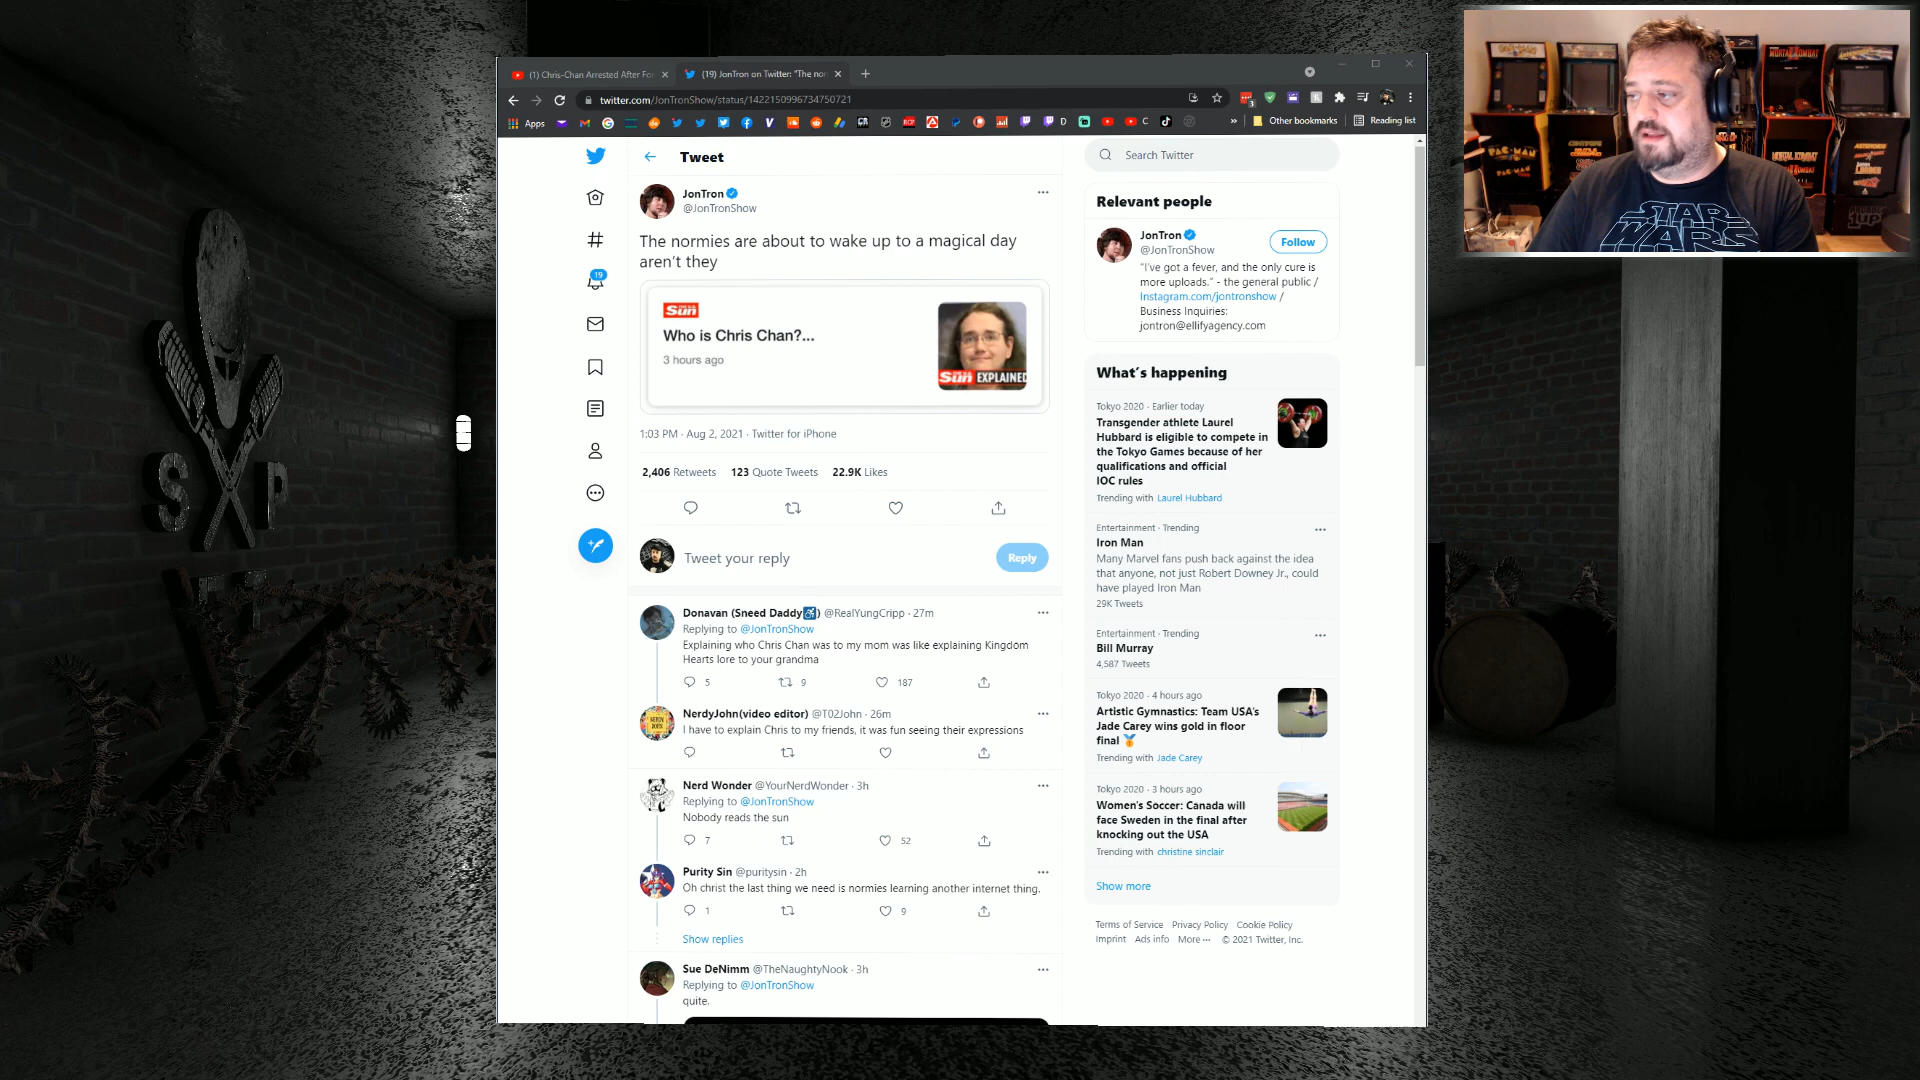 (1) Chris-Chan Arrested After For
(19) JonTron on Twitter: "The nor
twitter.com/JonTronShow/status/1422150996734750721
Apps
D
C
»
Other bookmarks
Reading list
Tweet
Search Twitter
JonTron
@JonTronShow
The normies are about to wake up to a magical day
aren't they
THE U.S. Sun
Who is Chris Chan?...
3 hours ago
Sun EXPLAINED
1:03 PM · Aug 2, 2021 · Twitter for iPhone
2,406 Retweets 123 Quote Tweets 22.9K Likes
19
Tweet your reply
Reply
Donavan (Sneed Daddy♿) @RealYungCripp · 27m
Replying to @JonTronShow
Explaining who Chris Chan was to my mom was like explaining Kingdom
Hearts lore to your grandma
5 9 187
NerdyJohn(video editor) @T02John · 26m
I have to explain Chris to my friends, it was fun seeing their expressions
Nerd Wonder @YourNerdWonder · 3h
Replying to @JonTronShow
Nobody reads the sun
7 52
Purity Sin @puritysin · 2h
Oh christ the last thing we need is normies learning another internet thing.
1 9
Show replies
Sue DeNimm @TheNaughtyNook · 3h
Replying to @JonTronShow
quite.
Relevant people
JonTron
@JonTronShow
Follow
"I've got a fever, and the only cure is
more uploads." - the general public /
Instagram.com/jontronshow /
Business Inquiries:
jontron@ellifyagency.com
What's happening
Tokyo 2020 · Earlier today
Transgender athlete Laurel
Hubbard is eligible to compete in
the Tokyo Games because of her
qualifications and official
IOC rules
Trending with Laurel Hubbard
Entertainment · Trending
Iron Man
Many Marvel fans push back against the idea
that anyone, not just Robert Downey Jr., could
have played Iron Man
29K Tweets
Entertainment · Trending
Bill Murray
4,587 Tweets
Tokyo 2020 · 4 hours ago
Artistic Gymnastics: Team USA's
Jade Carey wins gold in floor
final 🥇
Trending with Jade Carey
Tokyo 2020 · 3 hours ago
Women's Soccer: Canada will
face Sweden in the final after
knocking out the USA
Trending with christine sinclair
Show more
Terms of Service Privacy Policy Cookie Policy
Imprint Ads info More ··· © 2021 Twitter, Inc.
S P
STAR
WARS
PAC-MAN
MORTAL KOMBAT